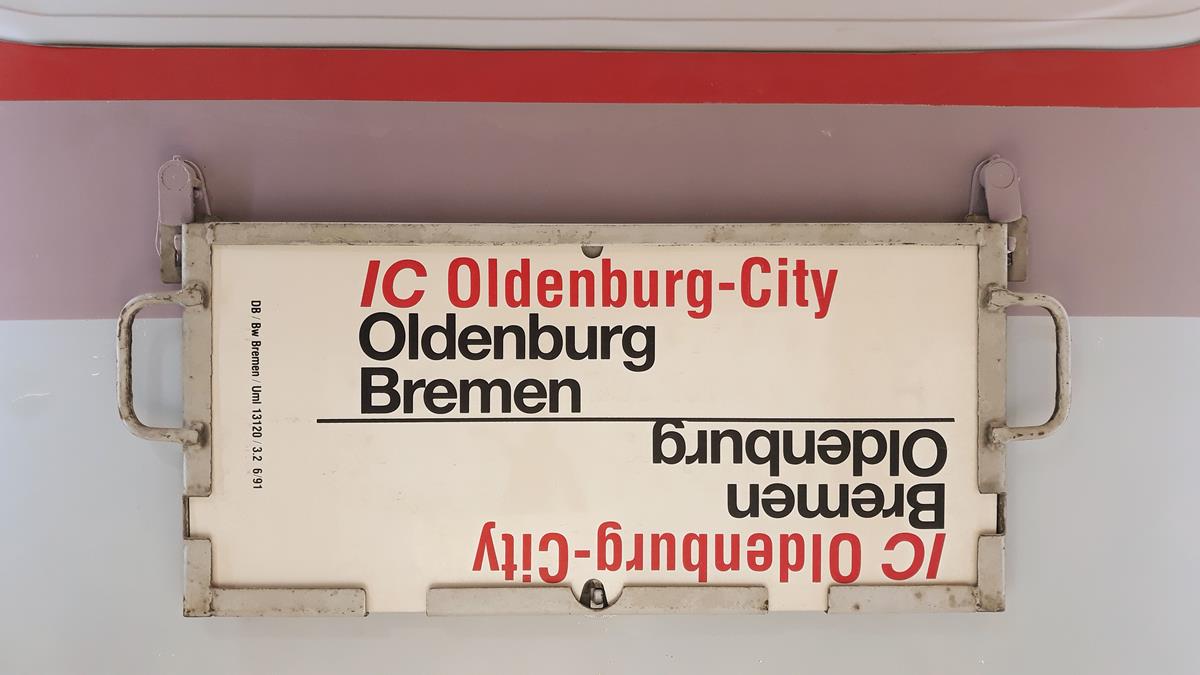 IC Oldenburg-City
Oldenburg
Bremen
IC Oldenburg-City
Bremen
Oldenburg
DB / Bw Bremen / Uml 13120 / 3.2 6/91